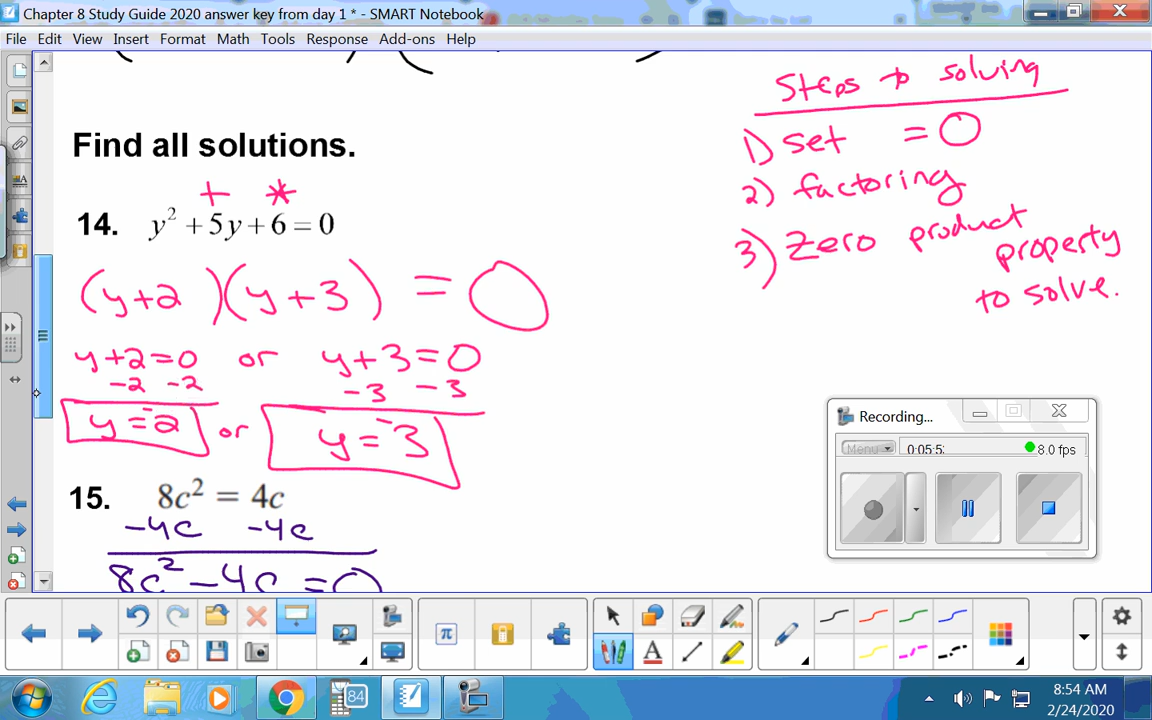 Chapter 8 Study Guide 2020 answer key from day 1 * - SMART Notebook
File Edit View Insert Format Math Tools Response Add-ons Help
Steps to solving
1) set = 0
2) factoring
3) Zero product
property
to solve.
Find all solutions.
+ *
14. y² + 5y + 6 = 0
(y+2 )(y+3 ) = 0
y+2=0 or y+3=0
-2 -2 -3 -3
y=-2 or y=-3
15. 8c² = 4c
-4c -4c
8c² -4c =0
Recording...
Menu 0:05:5 8.0 fps
π A
84
8:54 AM
2/24/2020